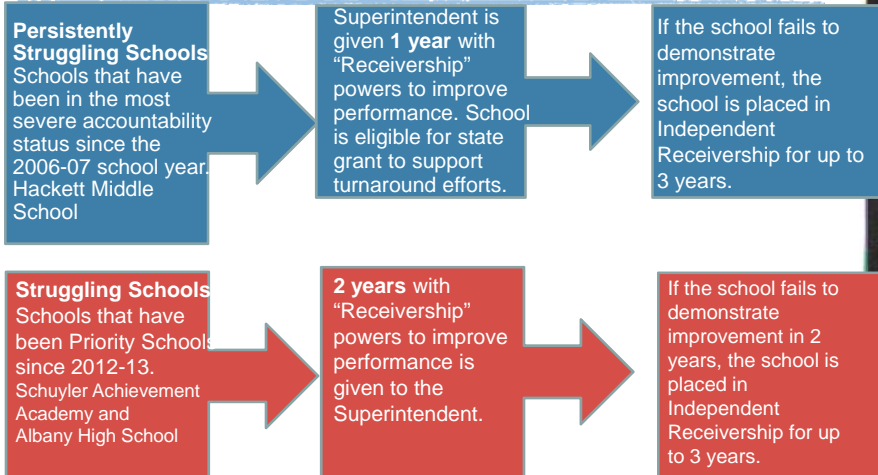 Persistently
Struggling Schools
Schools that have
been in the most
severe accountability
status since the
2006-07 school year.
Hackett Middle
School
Superintendent is
given 1 year with
“Receivership”
powers to improve
performance. School
is eligible for state
grant to support
turnaround efforts.
If the school fails to
demonstrate
improvement, the
school is placed in
Independent
Receivership for up to
3 years.
Struggling Schools
Schools that have
been Priority Schools
since 2012-13.
Schuyler Achievement
Academy and
Albany High School
2 years with
“Receivership”
powers to improve
performance is
given to the
Superintendent.
If the school fails to
demonstrate
improvement in 2
years, the school is
placed in
Independent
Receivership for up
to 3 years.